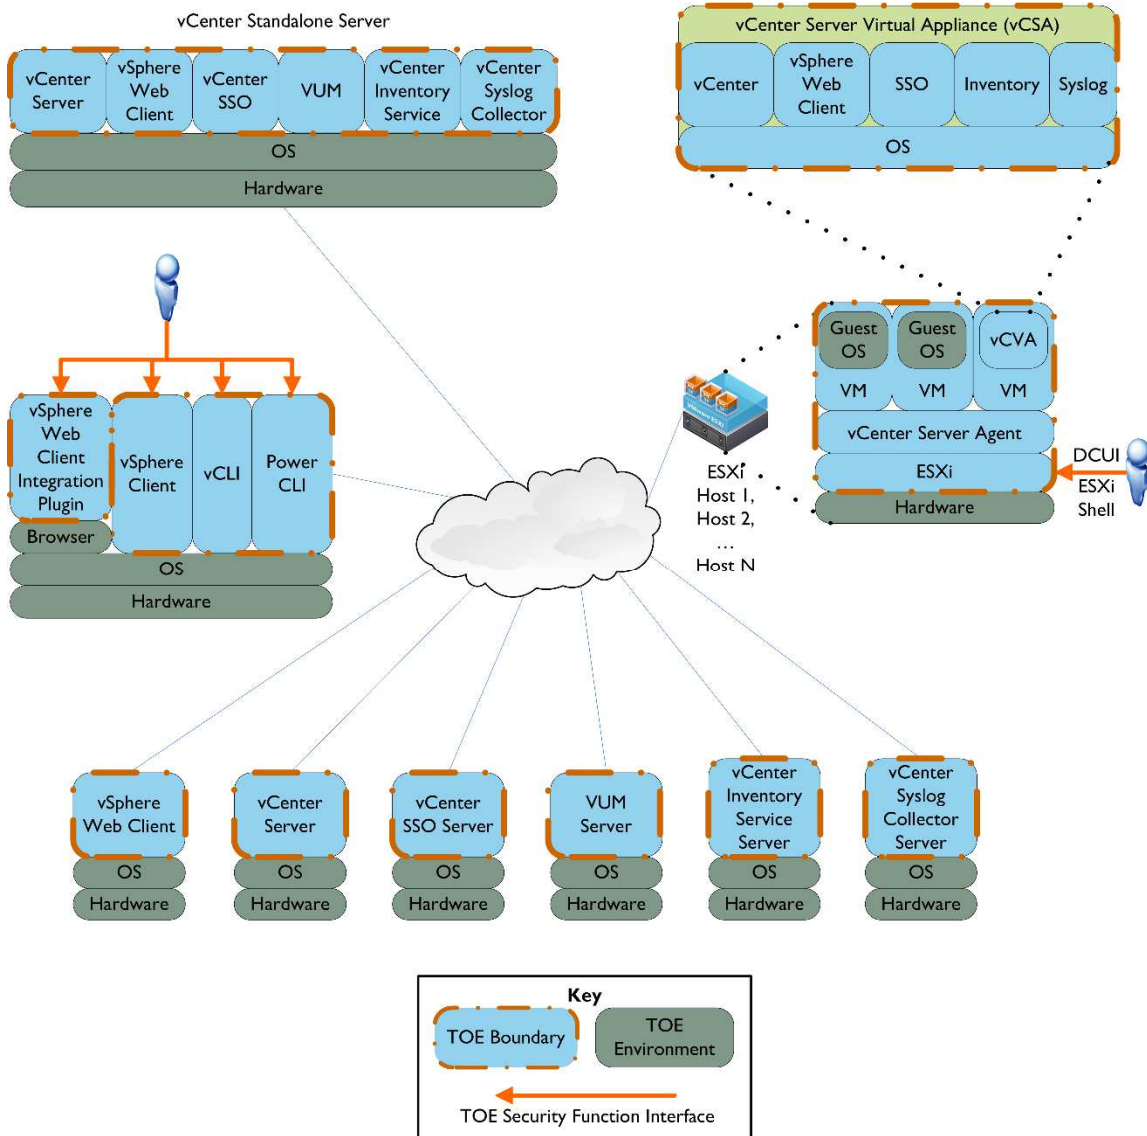 vCenter Standalone Server
vCenter
Server
vSphere
Web
Client
vCenter
SSO
VUM
vCenter
Inventory
Service
vCenter
Syslog
Collector
OS
Hardware
vCenter Server Virtual Appliance (vCSA)
vCenter
vSphere
Web
Client
SSO
Inventory
Syslog
OS
vSphere
Web
Client
Integration
Plugin
Browser
vSphere
Client
vCLI
Power
CLI
OS
Hardware
VMware ESXi
ESXi
Host 1,
Host 2,
...
Host N
Guest
OS
VM
Guest
OS
VM
vCVA
VM
vCenter Server Agent
ESXi
Hardware
DCUI
ESXi
Shell
vSphere
Web Client
OS
Hardware
vCenter
Server
OS
Hardware
vCenter
SSO Server
OS
Hardware
VUM
Server
OS
Hardware
vCenter
Inventory
Service
Server
OS
Hardware
vCenter
Syslog
Collector
Server
OS
Hardware
Key
TOE Boundary
TOE
Environment
TOE Security Function Interface